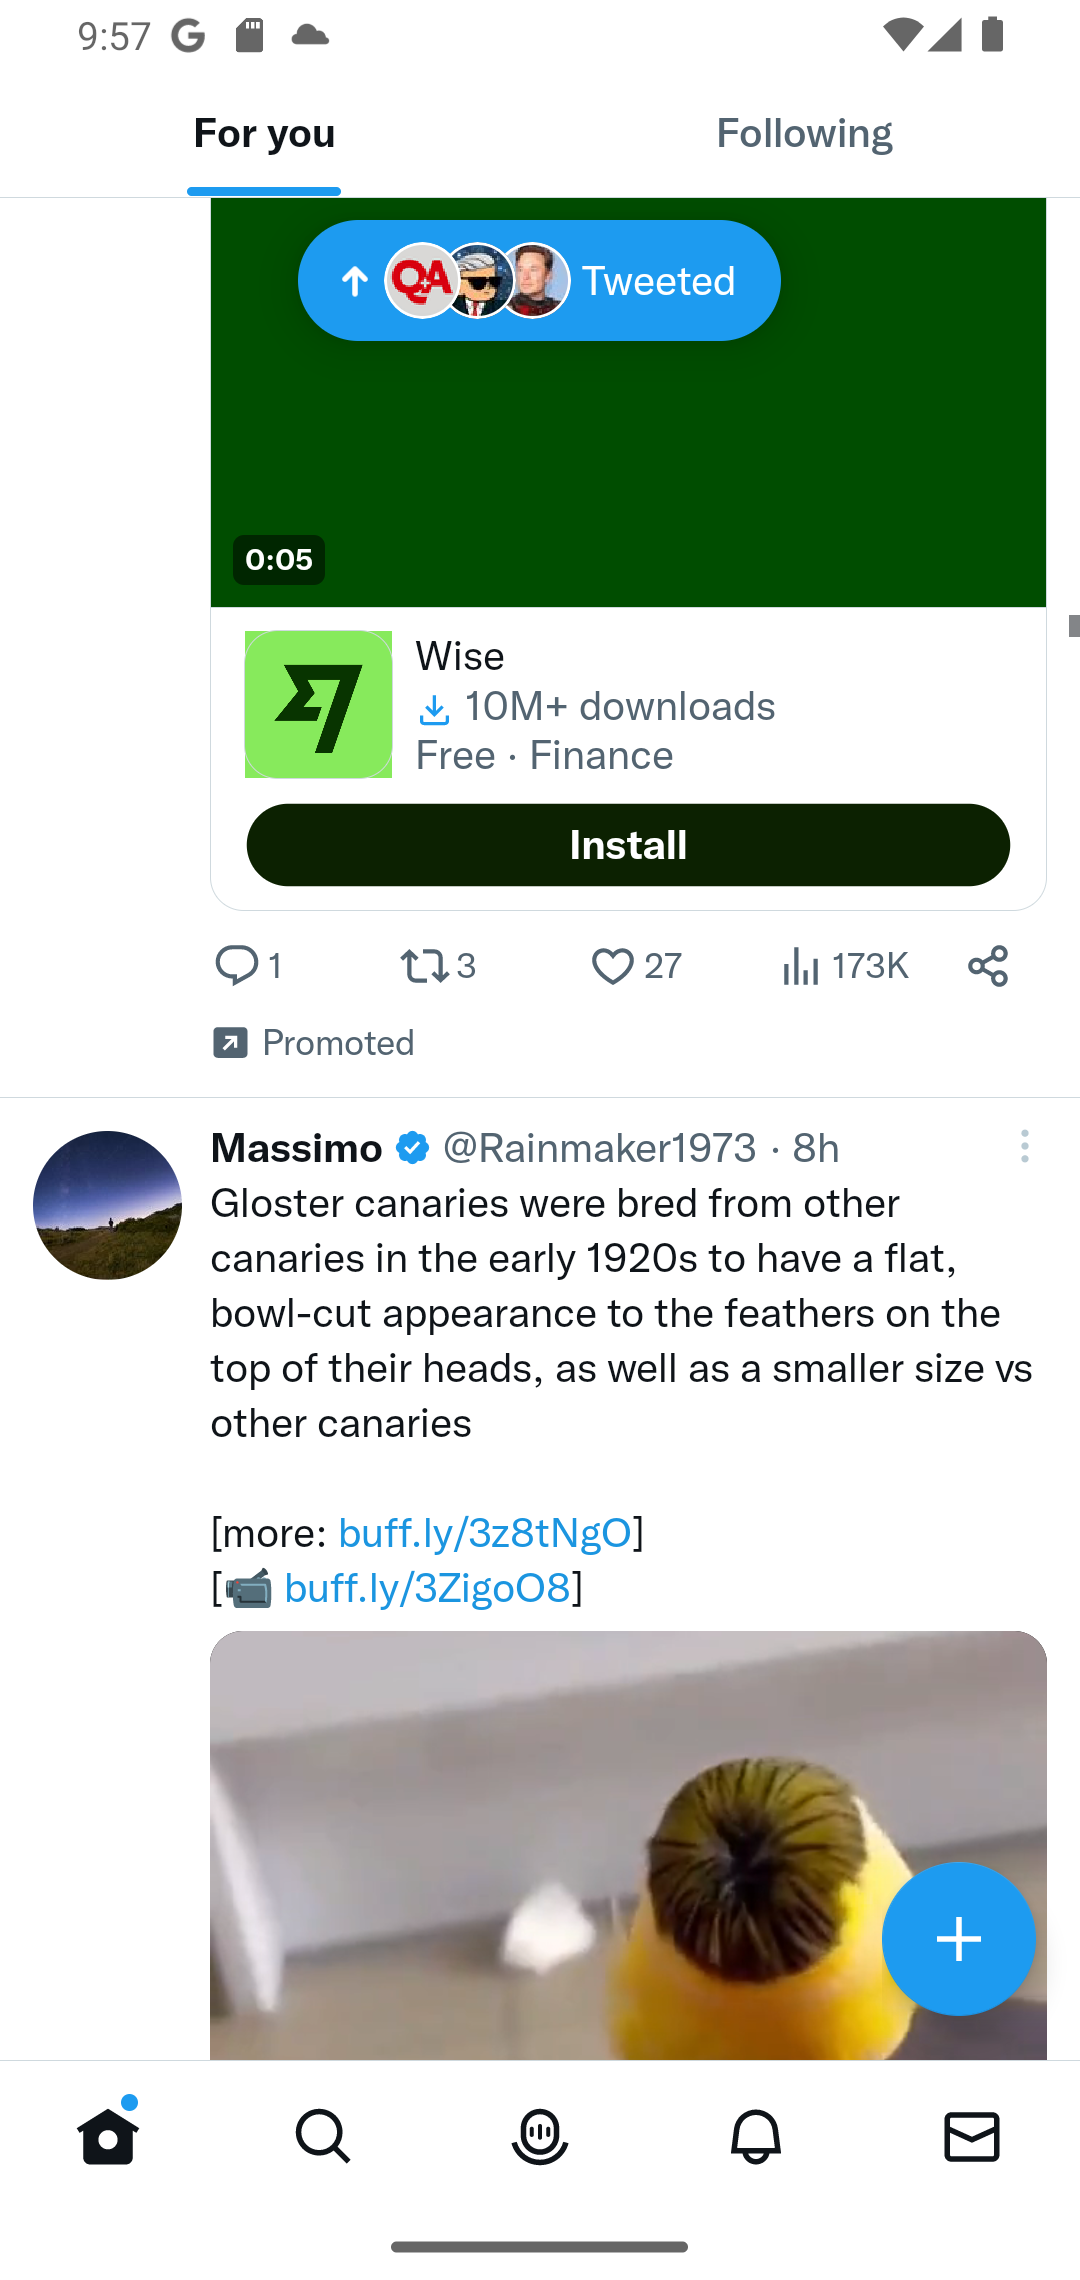 9:57
For you
Following
QA
Tweeted
0:05
Wise
10M+ downloads
Free · Finance
Install
1
3
27
173K
Promoted
Massimo @Rainmaker1973 · 8h
Gloster canaries were bred from other
canaries in the early 1920s to have a flat,
bowl-cut appearance to the feathers on the
top of their heads, as well as a smaller size vs
other canaries
[more: buff.ly/3z8tNgO]
[📹 buff.ly/3ZigoO8]